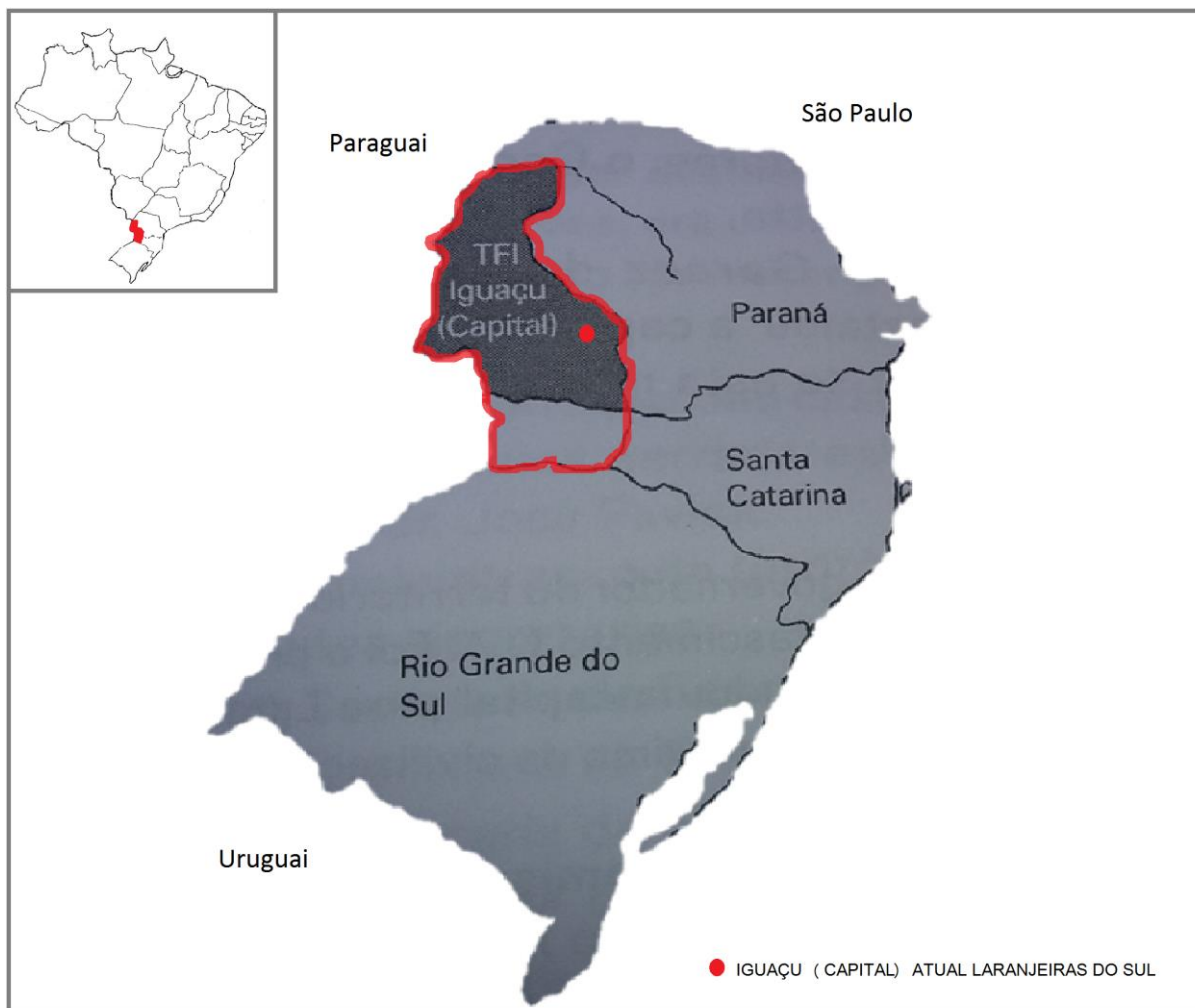 São Paulo
Paraguai
TFI
Iguaçu
(Capital)
Paraná
Santa
Catarina
Rio Grande do
Sul
Uruguai
IGUAÇU ( CAPITAL) ATUAL LARANJEIRAS DO SUL